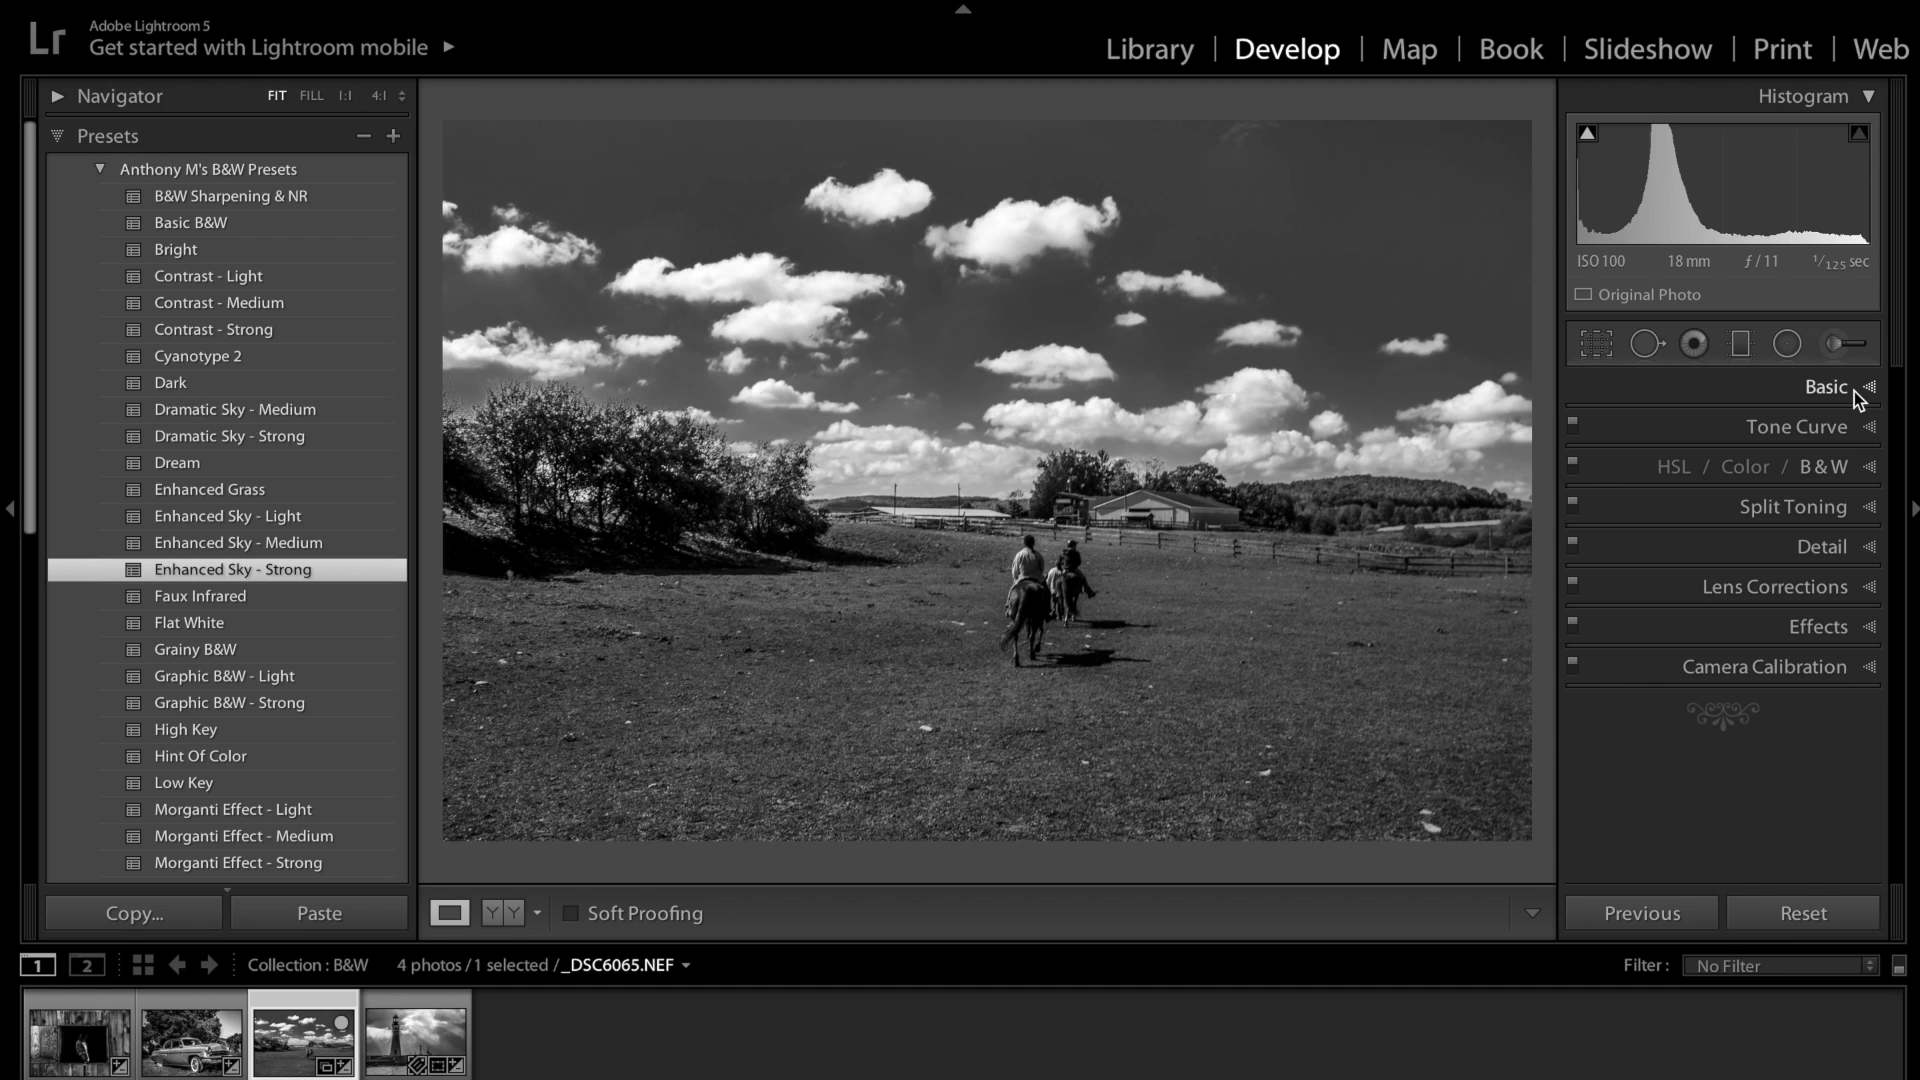 Lr
Adobe Lightroom 5
Get started with Lightroom mobile
Library | Develop | Map | Book | Slideshow | Print | Web
Navigator FIT FILL 1:1 4:1
Presets
Anthony M's B&W Presets
B&W Sharpening & NR
Basic B&W
Bright
Contrast - Light
Contrast - Medium
Contrast - Strong
Cyanotype 2
Dark
Dramatic Sky - Medium
Dramatic Sky - Strong
Dream
Enhanced Grass
Enhanced Sky - Light
Enhanced Sky - Medium
Enhanced Sky - Strong
Faux Infrared
Flat White
Grainy B&W
Graphic B&W - Light
Graphic B&W - Strong
High Key
Hint Of Color
Low Key
Morganti Effect - Light
Morganti Effect - Medium
Morganti Effect - Strong
Copy... Paste
YY
Soft Proofing
Histogram
ISO 100 18 mm ƒ / 11 1/125 sec
Original Photo
Basic
Tone Curve
HSL / Color / B & W
Split Toning
Detail
Lens Corrections
Effects
Camera Calibration
Previous Reset
1 2 Collection : B&W 4 photos / 1 selected / _DSC6065.NEF Filter : No Filter